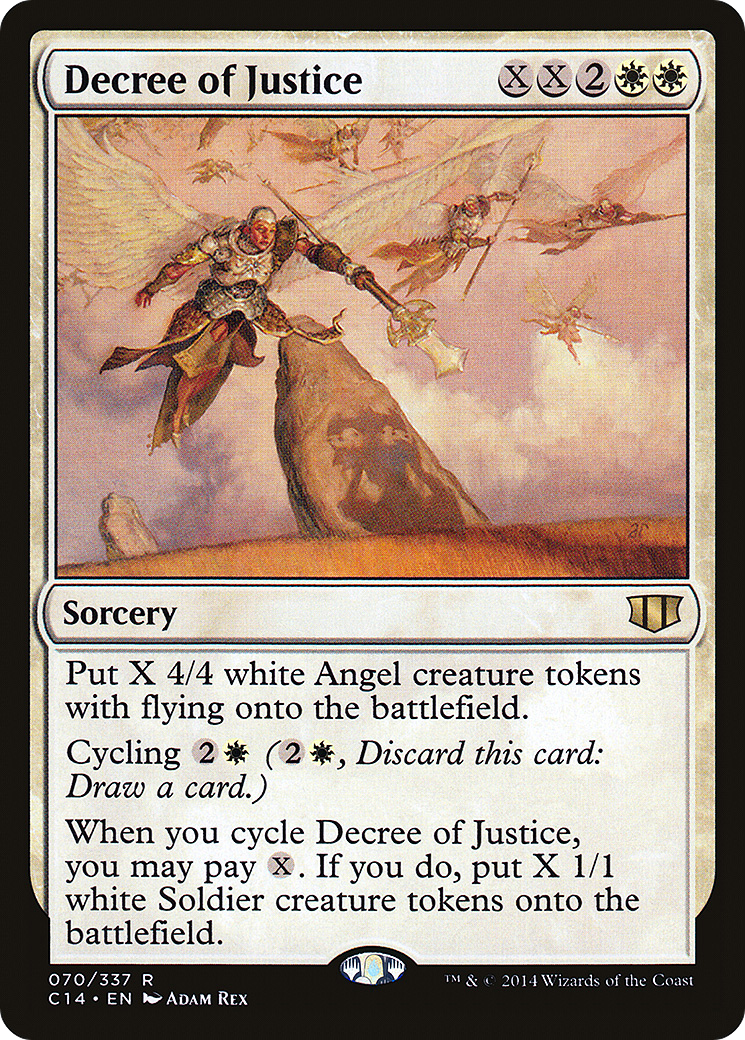 Decree of Justice X X 2
Sorcery
Put X 4/4 white Angel creature tokens
with flying onto the battlefield.
Cycling 2 (2, Discard this card:
Draw a card.)
When you cycle Decree of Justice,
you may pay X. If you do, put X 1/1
white Soldier creature tokens onto the
battlefield.
070/337 R
C14 • EN Adam Rex
™ & © 2014 Wizards of the Coast